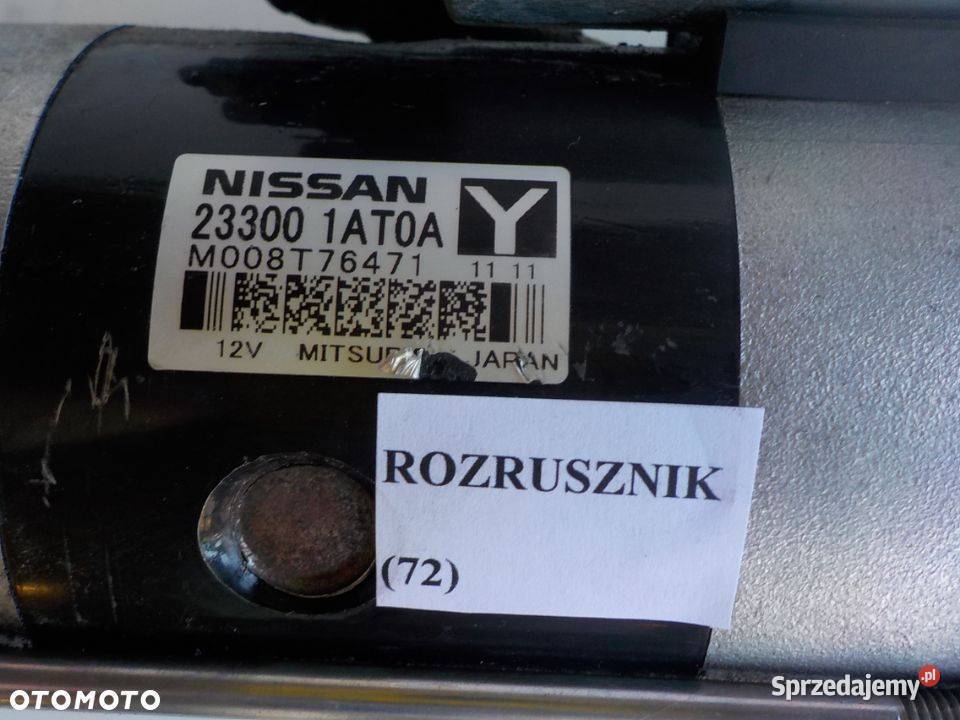 NISSAN
23300 1AT0A
Y
M008T76471
11 11
12V
JAPAN
ROZRUSZNIK
(72)
OTOMOTO
Sprzedajemy.pl